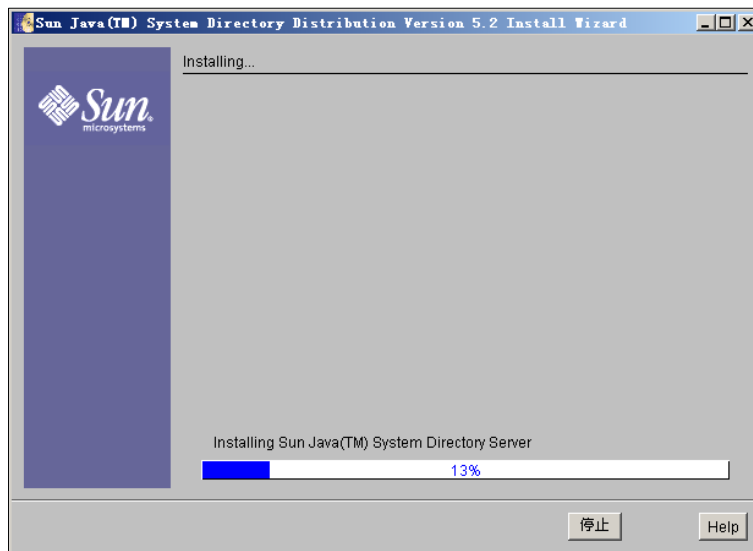 Sun Java(TM) System Directory Distribution Version 5.2 Install Wizard
Installing...
Sun
microsystems
Installing Sun Java(TM) System Directory Server
13%
停止
Help